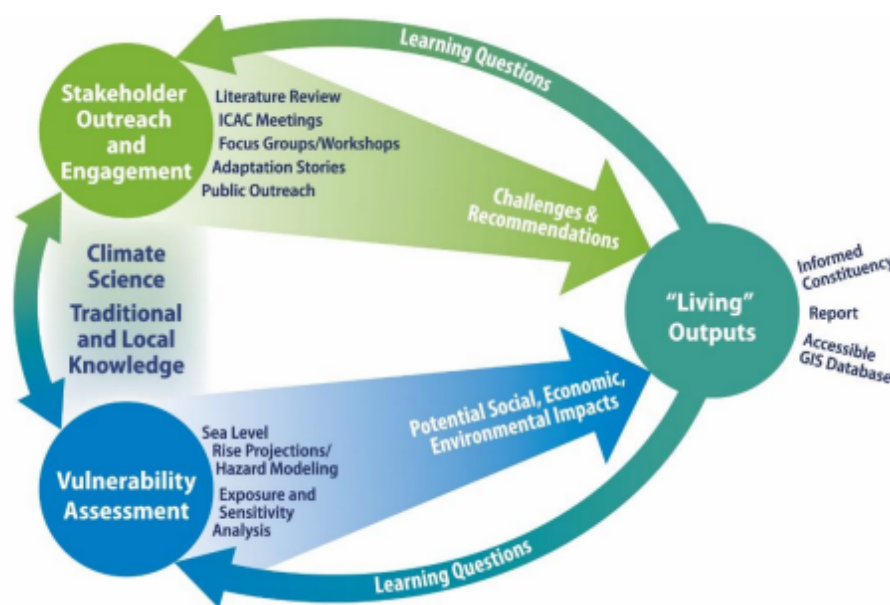 Learning Questions
Stakeholder
Outreach
and
Engagement
Literature Review
ICAC Meetings
Focus Groups/Workshops
Adaptation Stories
Public Outreach
Challenges &
Recommendations
Climate
Science
Traditional
and Local
Knowledge
"Living"
Outputs
Informed
Constituency
Report
Accessible
GIS Database
Vulnerability
Assessment
Sea Level
Rise Projections/
Hazard Modeling
Exposure and
Sensitivity
Analysis
Potential Social, Economic,
Environmental Impacts
Learning Questions